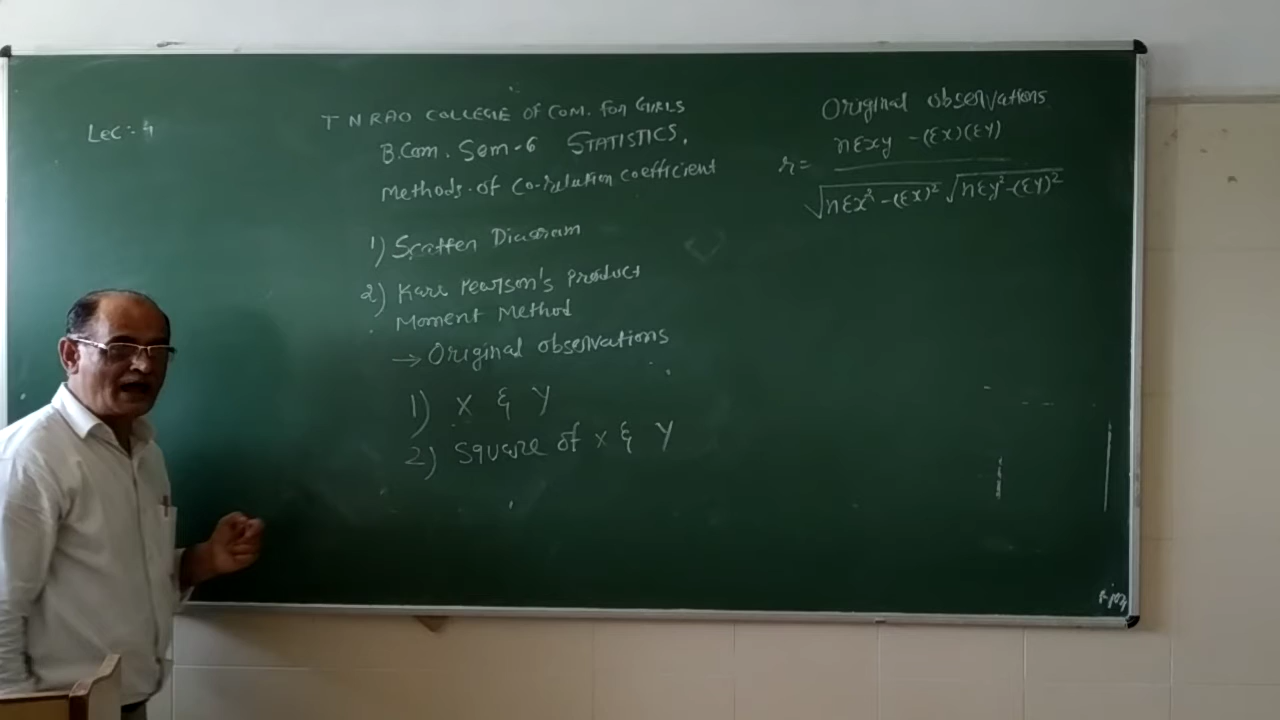 Lec:- 4
T N RAO COLLEGE OF COM. FOR GIRLS
B.Com. Sem-6 STATISTICS.
Methods of Co-relation coefficient
1) Scatter Diagram
2) Karl Pearson's Product
Moment Method
→ Original observations
1) X & Y
2) Square of X & Y
Original observations
r = nΣxy - (Σx)(Σy)
√nΣx² - (Σx)² √nΣy² - (Σy)²